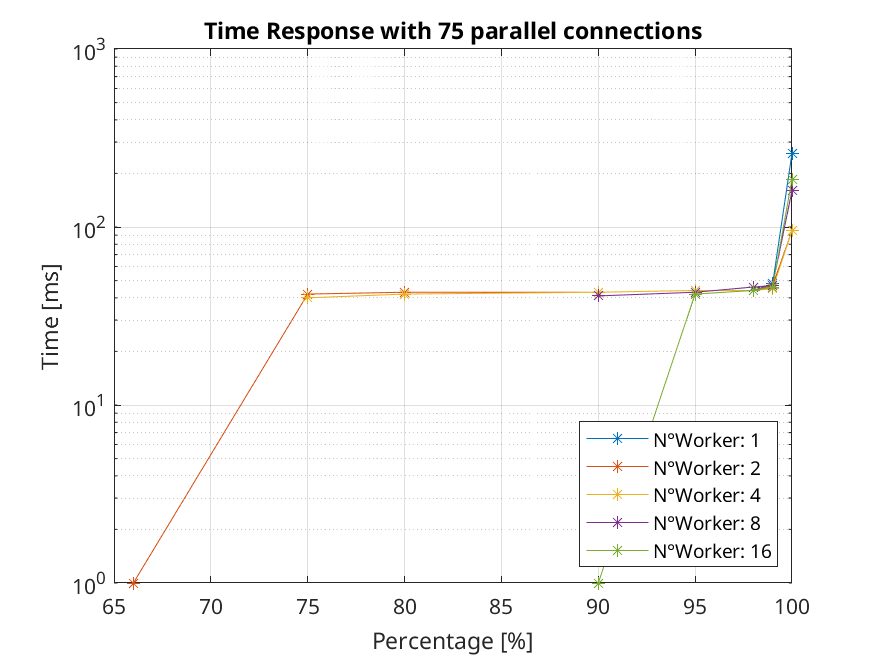 Time Response with 75 parallel connections
10^3
10^2
10^1
10^0
Time [ms]
65 70 75 80 85 90 95 100
Percentage [%]
N°Worker: 1
N°Worker: 2
N°Worker: 4
N°Worker: 8
N°Worker: 16